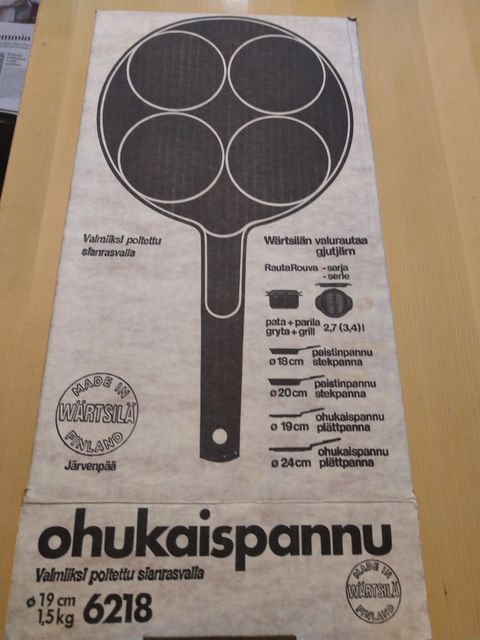 emmin
Valmiiksi poltettu
sianrasvalla
Wärtsilän valurautaa
gjutjärn
RautaRouva - sarja
- serie
pata + parila
gryta + grill 2,7 (3,4) l
paistinpannu
ø 18 cm stekpanna
paistinpannu
ø 20 cm stekpanna
ohukaispannu
ø 19 cm plättpanna
ohukaispannu
ø 24 cm plättpanna
MADE IN
WÄRTSILÄ
FINLAND
Järvenpää
ohukaispannu
Valmiiksi poltettu sianrasvalla
ø 19 cm
1,5 kg 6218
MADE IN
WÄRTSILÄ
FINLAND